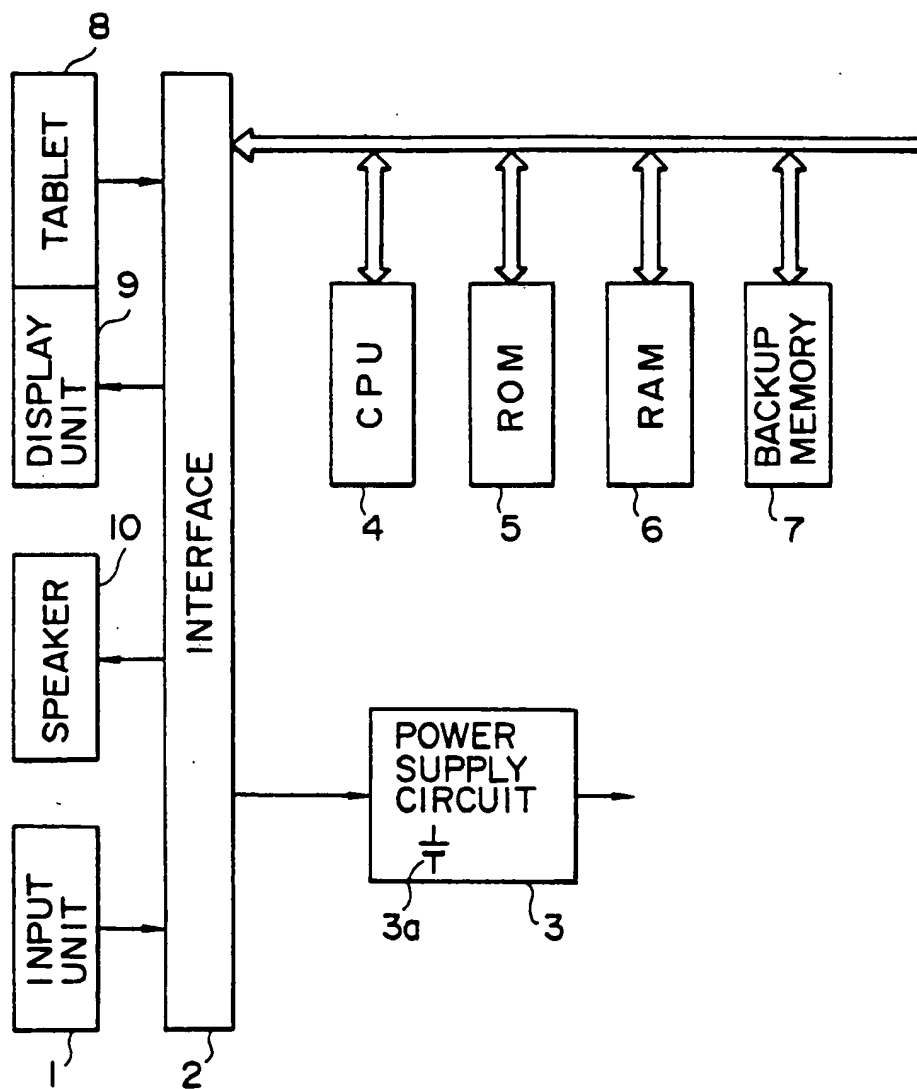 8
TABLET
9
DISPLAY
UNIT
10
SPEAKER
INPUT
UNIT
1
INTERFACE
2
CPU
4
ROM
5
RAM
6
BACKUP
MEMORY
7
POWER
SUPPLY
CIRCUIT
3a
3